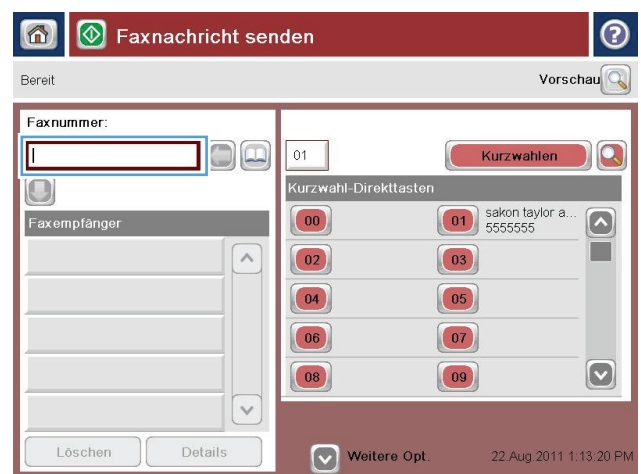 Faxnachricht senden
Bereit
Vorschau
Faxnummer:
01
Kurzwahlen
Kurzwahl-Direkttasten
Faxempfänger
00
01
sakon taylor a...
5555555
02
03
04
05
06
07
08
09
Löschen
Details
Weitere Opt.
22.Aug.2011 1:13:20 PM